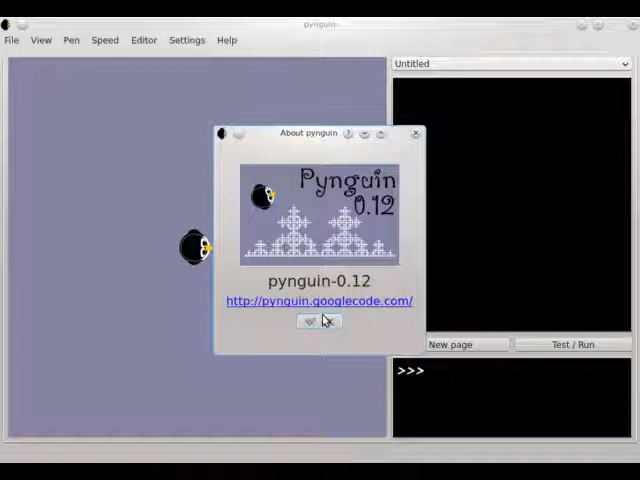 pynguin-
File View Pen Speed Editor Settings Help
Untitled
About pynguin
Pynguin
0.12
pynguin-0.12
http://pynguin.googlecode.com/
New page Test / Run
>>>